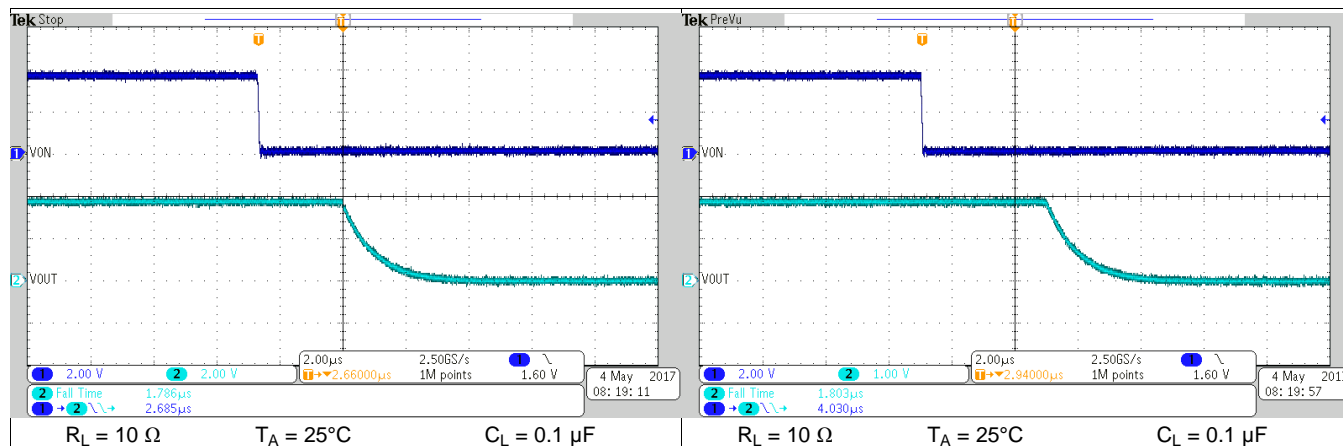 Tek Stop
T
T
1 VON
2 VOUT
2.00µs
T→▼2.66000µs
2.50GS/s
1M points
1
1.60 V
1 2.00 V
2 2.00 V
2 Fall Time 1.786µs
1 → 2 2.685µs
4 May 2017
08:19:11
RL = 10 Ω TA = 25°C CL = 0.1 µF
Tek PreVu
T
T
1 VON
2 VOUT
2.00µs
T→▼2.94000µs
2.50GS/s
1M points
1
1.60 V
1 2.00 V
2 1.00 V
2 Fall Time 1.803µs
1 → 2 4.030µs
4 May 201
08:19:57
RL = 10 Ω TA = 25°C CL = 0.1 µF